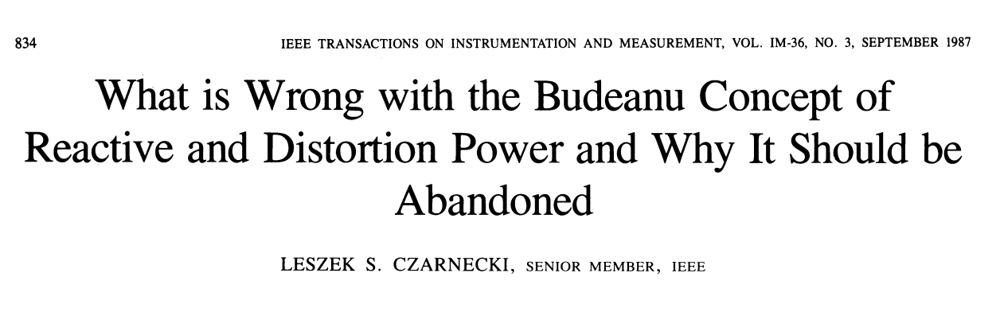 834 IEEE TRANSACTIONS ON INSTRUMENTATION AND MEASUREMENT, VOL. IM-36, NO. 3, SEPTEMBER 1987
What is Wrong with the Budeanu Concept of
Reactive and Distortion Power and Why It Should be
Abandoned
LESZEK S. CZARNECKI, SENIOR MEMBER, IEEE